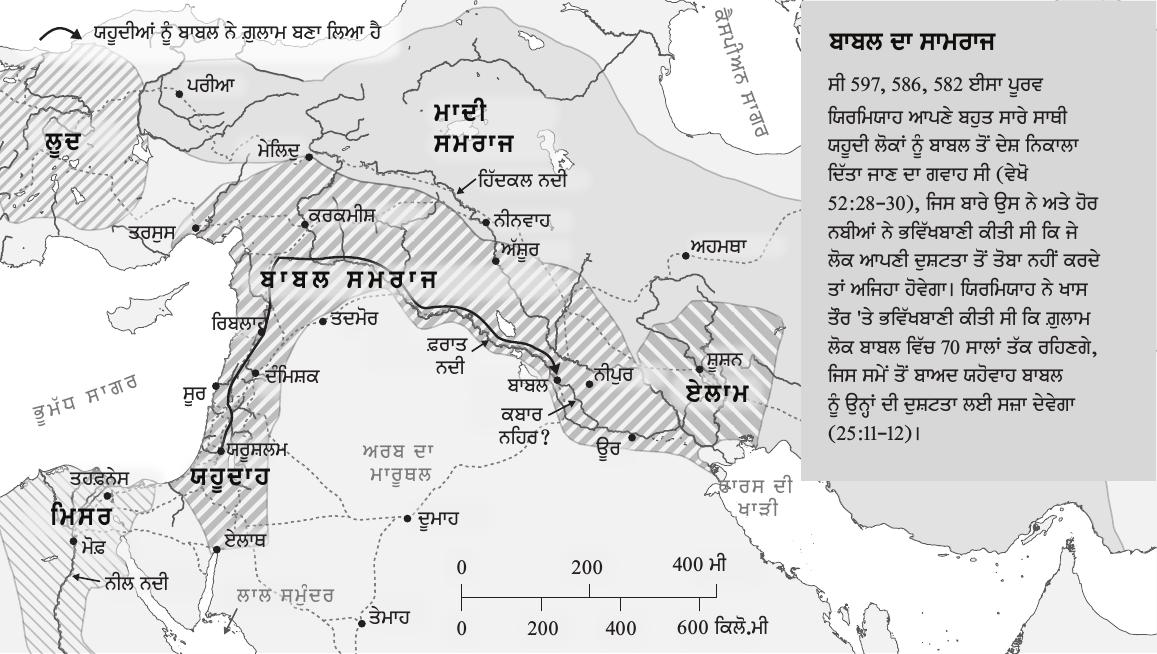 ਯਹੂਦੀਆਂ ਨੂੰ ਬਾਬਲ ਨੇ ਗ਼ੁਲਾਮ ਬਣਾ ਲਿਆ ਹੈ
ਪਰੀਆ
ਲੂਦ
ਮਾਦੀ
ਸਮਰਾਜ
ਕੈਸਪੀਅਨ ਸਾਗਰ
ਮੇਲਿਦੁ
ਹਿੱਦਕਲ ਨਦੀ
ਕਰਕਮੀਸ਼
ਨੀਨਵਾਹ
ਤਰਸੁਸ
ਅੱਸ਼ੂਰ
ਅਹਮਥਾ
ਬਾਬਲ ਸਮਰਾਜ
ਰਿਬਲਾਹ
ਤਦਮੋਰ
ਫ਼ਰਾਤ
ਨਦੀ
ਸ਼ੂਸ਼ਨ
ਦੰਮਿਸ਼ਕ
ਨੀਪੁਰ
ਬਾਬਲ
ਸੂਰ
ਏਲਾਮ
ਭੂਮੱਧ ਸਾਗਰ
ਕਬਾਰ
ਨਹਿਰ?
ਊਰ
ਯਰੂਸ਼ਲਮ
ਅਰਬ ਦਾ
ਮਾਰੂਥਲ
ਯਹੂਦਾਹ
ਤਹਫਨੇਸ
ਫਾਰਸ ਦੀ
ਖਾੜੀ
ਮਿਸਰ
ਦੂਮਾਹ
ਏਲਾਥ
ਮੋਫ਼
ਨੀਲ ਨਦੀ
ਲਾਲ ਸਮੁੰਦਰ
ਤੇਮਾਹ
0 200 400 ਮੀ
0 200 400 600 ਕਿਲੋ.ਮੀ
ਬਾਬਲ ਦਾ ਸਾਮਰਾਜ
ਸੀ 597, 586, 582 ਈਸਾ ਪੂਰਵ
ਯਿਰਮਿਯਾਹ ਆਪਣੇ ਬਹੁਤ ਸਾਰੇ ਸਾਥੀ
ਯਹੂਦੀ ਲੋਕਾਂ ਨੂੰ ਬਾਬਲ ਤੋਂ ਦੇਸ਼ ਨਿਕਾਲਾ
ਦਿੱਤਾ ਜਾਣ ਦਾ ਗਵਾਹ ਸੀ (ਵੇਖੋ
52:28–30), ਜਿਸ ਬਾਰੇ ਉਸ ਨੇ ਅਤੇ ਹੋਰ
ਨਬੀਆਂ ਨੇ ਭਵਿੱਖਬਾਣੀ ਕੀਤੀ ਸੀ ਕਿ ਜੇ
ਲੋਕ ਆਪਣੀ ਦੁਸ਼ਟਤਾ ਤੋਂ ਤੋਬਾ ਨਹੀਂ ਕਰਦੇ
ਤਾਂ ਅਜਿਹਾ ਹੋਵੇਗਾ। ਯਿਰਮਿਯਾਹ ਨੇ ਖਾਸ
ਤੌਰ 'ਤੇ ਭਵਿੱਖਬਾਣੀ ਕੀਤੀ ਸੀ ਕਿ ਗ਼ੁਲਾਮ
ਲੋਕ ਬਾਬਲ ਵਿੱਚ 70 ਸਾਲਾਂ ਤੱਕ ਰਹਿਣਗੇ,
ਜਿਸ ਸਮੇਂ ਤੋਂ ਬਾਅਦ ਯਹੋਵਾਹ ਬਾਬਲ
ਨੂੰ ਉਨ੍ਹਾਂ ਦੀ ਦੁਸ਼ਟਤਾ ਲਈ ਸਜ਼ਾ ਦੇਵੇਗਾ
(25:11–12)।